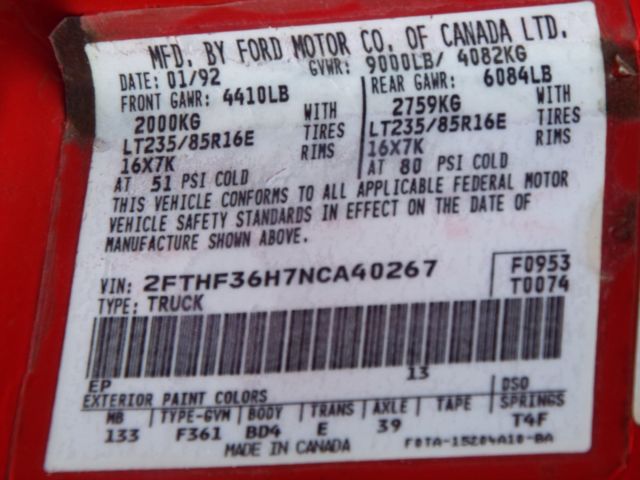 MFD. BY FORD MOTOR CO. OF CANADA LTD.
DATE: 01/92 GVWR: 9000LB/ 4082KG
FRONT GAWR: 4410LB REAR GAWR: 6084LB
2000KG WITH 2759KG WITH
LT235/85R16E TIRES LT235/85R16E TIRES
16X7K RIMS 16X7K RIMS
AT 51 PSI COLD AT 80 PSI COLD
THIS VEHICLE CONFORMS TO ALL APPLICABLE FEDERAL MOTOR
VEHICLE SAFETY STANDARDS IN EFFECT ON THE DATE OF
MANUFACTURE SHOWN ABOVE.
VIN: 2FTHF36H7NCA40267 F0953
TYPE: TRUCK T0074
EP 13
EXTERIOR PAINT COLORS DSO
WB TYPE-GVW BODY TRANS AXLE TAPE SPRINGS
133 F361 BD4 E 39 T4F
MADE IN CANADA F0TA-15204A10-BA